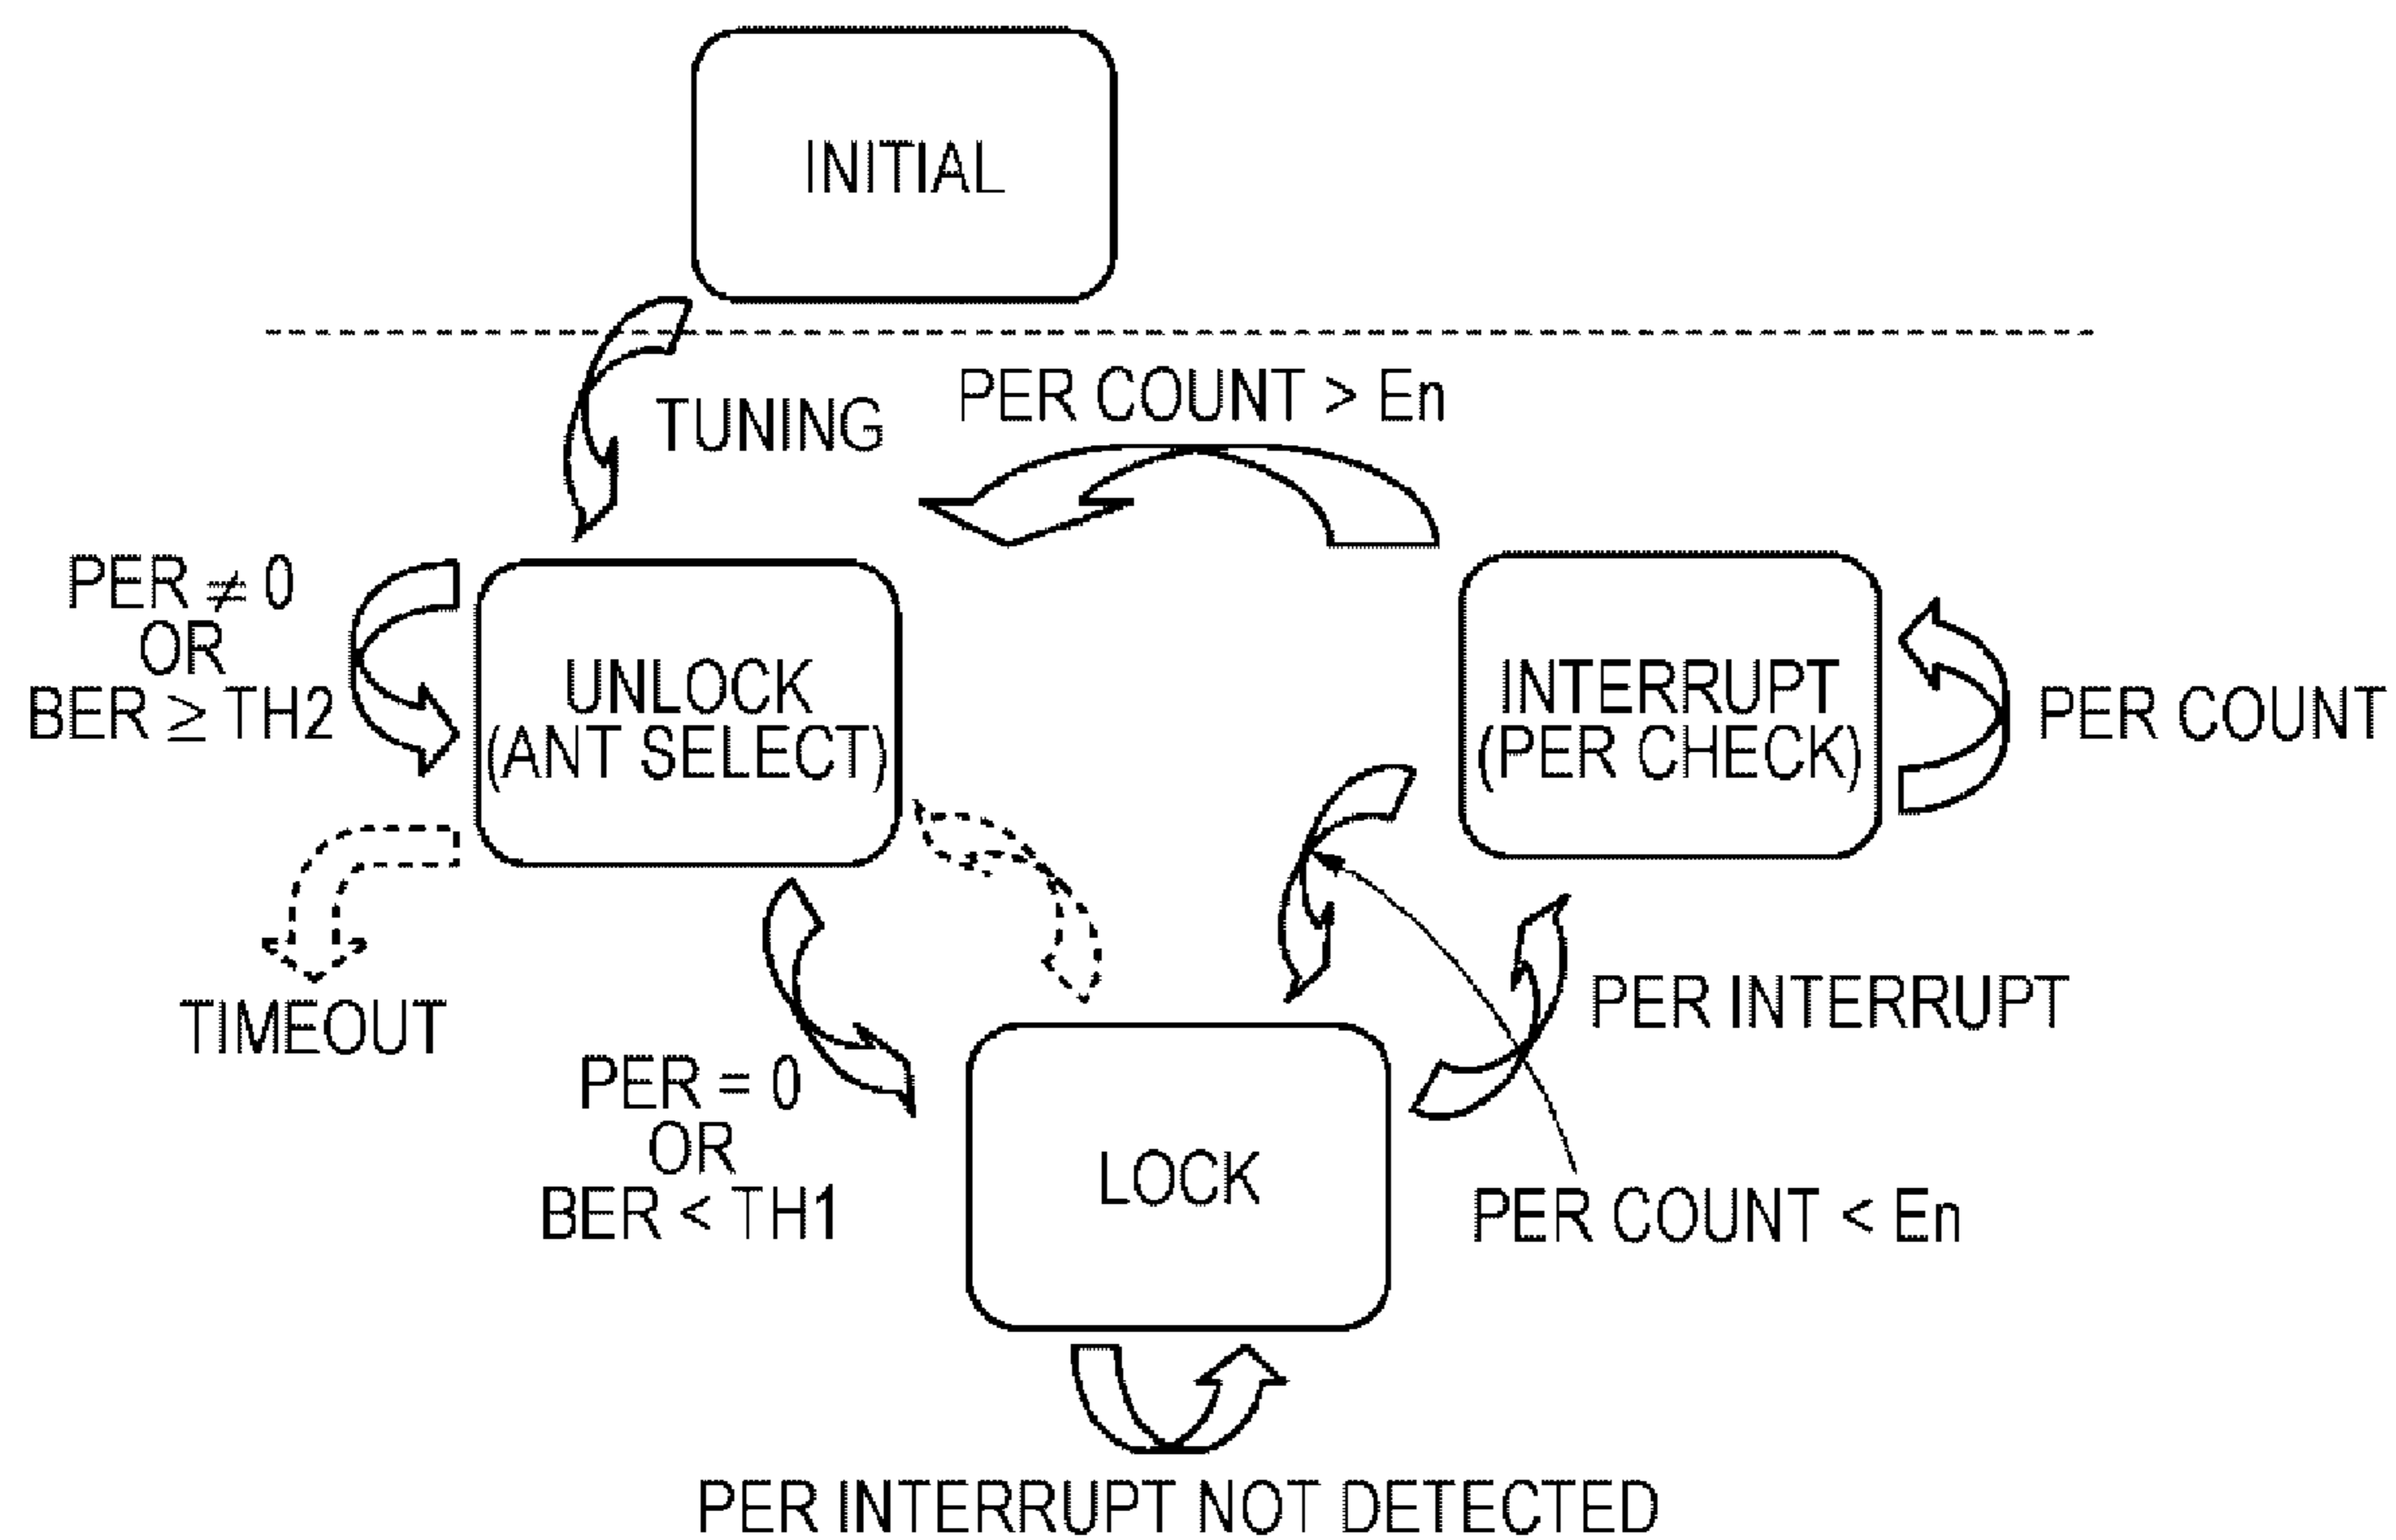 INITIAL
TUNING
PER COUNT > En
PER ≠ 0
OR
BER ≥ TH2
UNLOCK
(ANT SELECT)
INTERRUPT
(PER CHECK)
PER COUNT
TIMEOUT
PER INTERRUPT
PER = 0
OR
BER < TH1
LOCK
PER COUNT < En
PER INTERRUPT NOT DETECTED